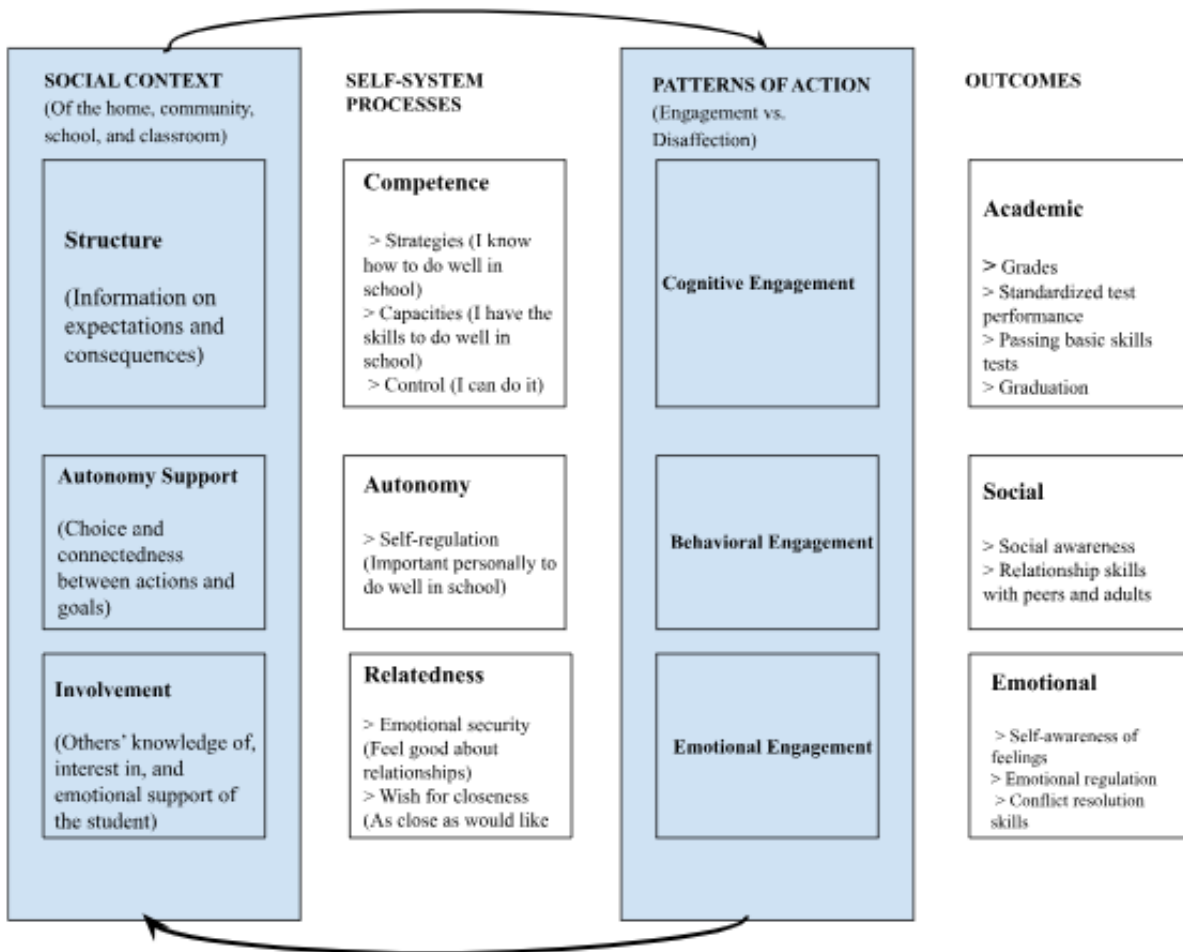 SOCIAL CONTEXT
(Of the home, community,
school, and classroom)
Structure
(Information on
expectations and
consequences)
Autonomy Support
(Choice and
connectedness
between actions and
goals)
Involvement
(Others' knowledge of,
interest in, and
emotional support of
the student)
SELF-SYSTEM
PROCESSES
Competence
> Strategies (I know
how to do well in
school)
> Capacities (I have the
skills to do well in
school)
> Control (I can do it)
Autonomy
> Self-regulation
(Important personally to
do well in school)
Relatedness
> Emotional security
(Feel good about
relationships)
> Wish for closeness
(As close as would like
PATTERNS OF ACTION
(Engagement vs.
Disaffection)
Cognitive Engagement
Behavioral Engagement
Emotional Engagement
OUTCOMES
Academic
> Grades
> Standardized test
performance
> Passing basic skills
tests
> Graduation
Social
> Social awareness
> Relationship skills
with peers and adults
Emotional
> Self-awareness of
feelings
> Emotional regulation
> Conflict resolution
skills